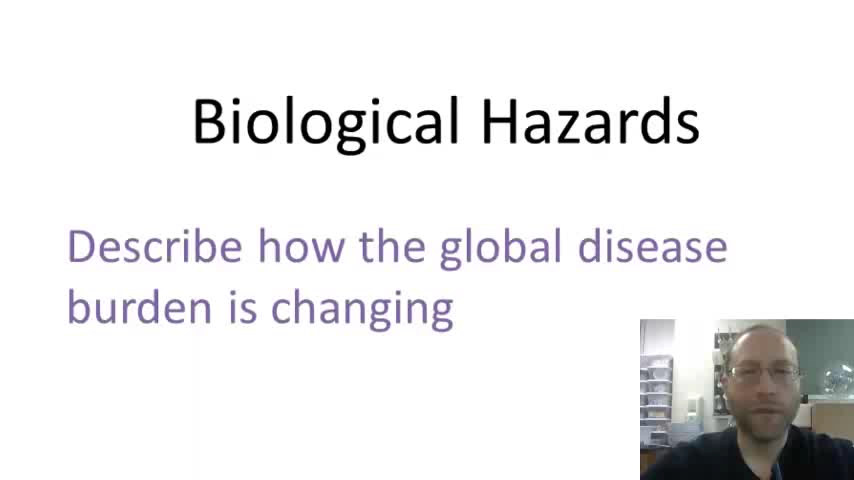 Biological Hazards
Describe how the global disease
burden is changing